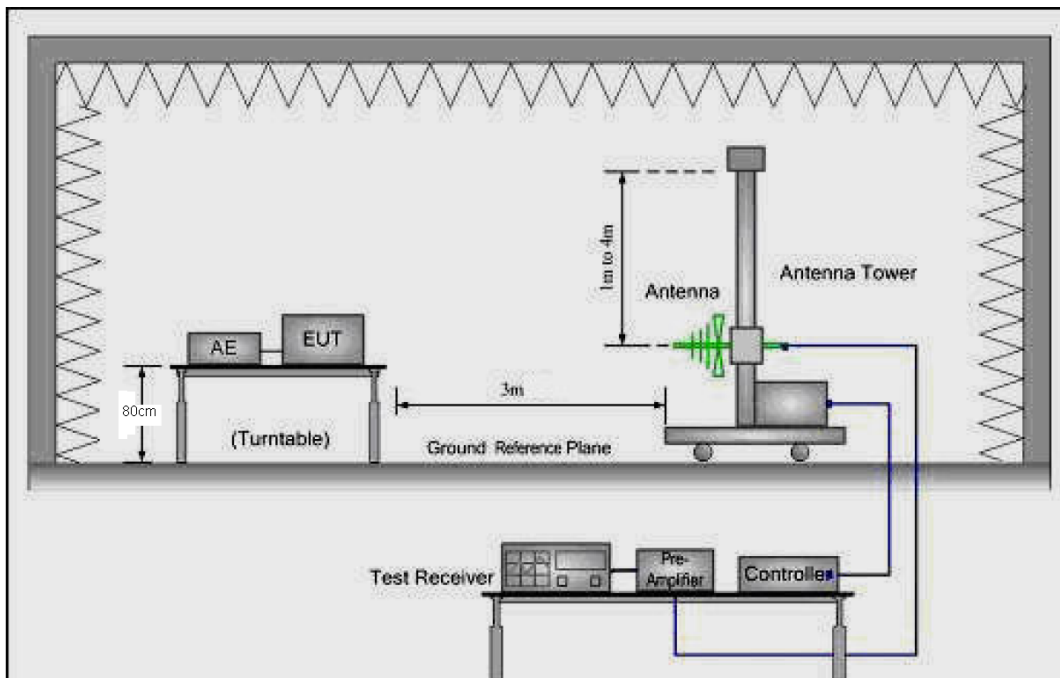 1m to 4m
Antenna
Antenna Tower
AE
EUT
80cm
3m
(Turntable)
Ground Reference Plane
Test Receiver
Pre-
Amplifier
Controller